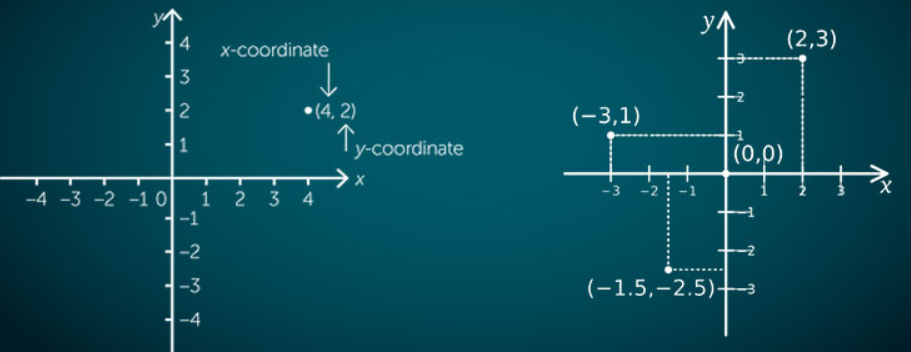 y
4
x-coordinate
3
2
(4, 2)
1
y-coordinate
x
−4 −3 −2 −1 0 1 2 3 4
−1
−2
−3
−4
y
(2,3)
3
2
(−3,1)
1
(0,0)
x
−3 −2 −1 1 2 3
−1
−2
(−1.5,−2.5)
−3